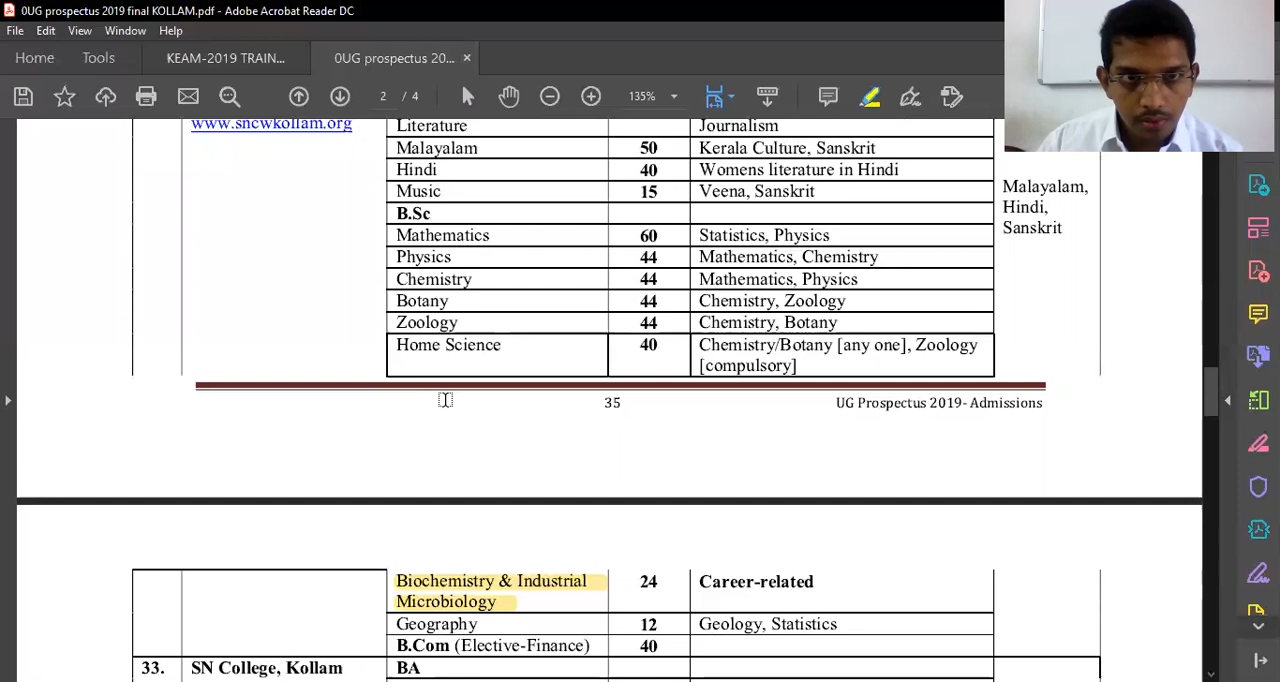 0UG prospectus 2019 final KOLLAM.pdf - Adobe Acrobat Reader DC
File Edit View Window Help
Home Tools KEAM-2019 TRAIN... 0UG prospectus 20... ×
2 / 4 135%
www.sncwkollam.org Literature Journalism
Malayalam 50 Kerala Culture, Sanskrit
Hindi 40 Womens literature in Hindi
Music 15 Veena, Sanskrit
Malayalam,
Hindi,
Sanskrit
B.Sc
Mathematics 60 Statistics, Physics
Physics 44 Mathematics, Chemistry
Chemistry 44 Mathematics, Physics
Botany 44 Chemistry, Zoology
Zoology 44 Chemistry, Botany
Home Science 40 Chemistry/Botany [any one], Zoology
[compulsory]
35 UG Prospectus 2019- Admissions
Biochemistry & Industrial 24 Career-related
Microbiology
Geography 12 Geology, Statistics
B.Com (Elective-Finance) 40
33. SN College, Kollam BA